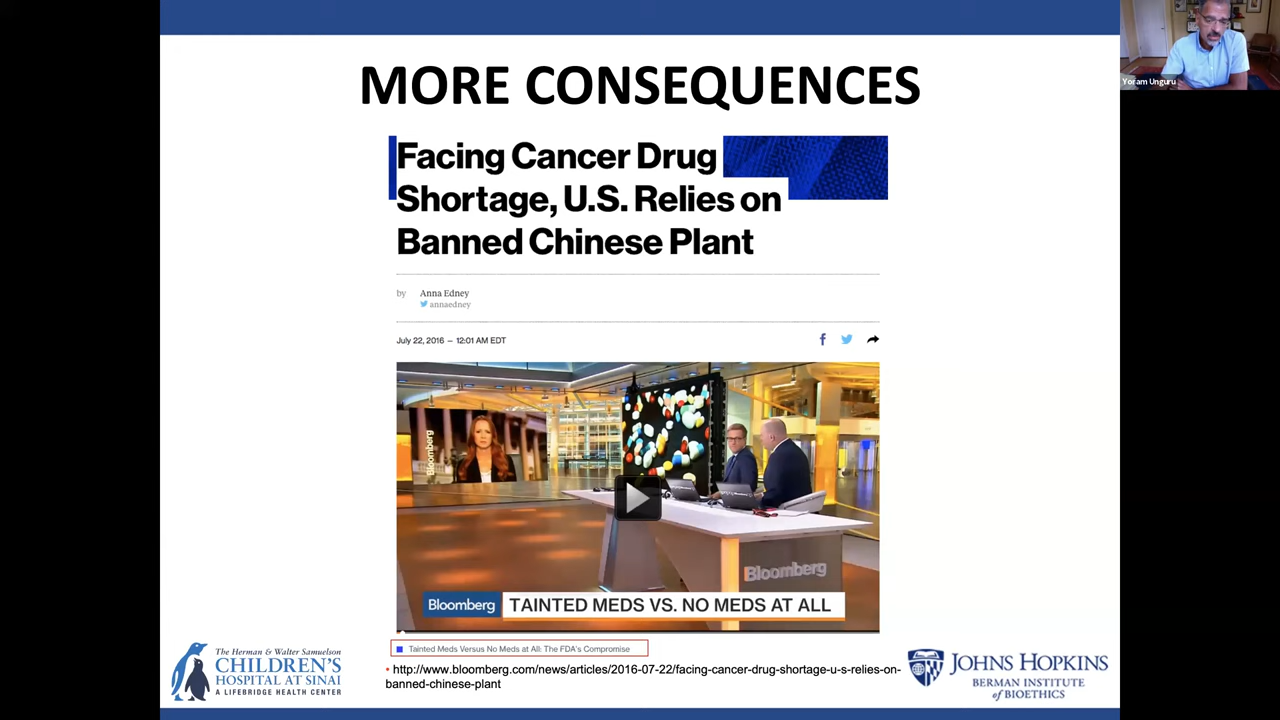 MORE CONSEQUENCES
Yoram Unguru
Facing Cancer Drug
Shortage, U.S. Relies on
Banned Chinese Plant
by Anna Edney
annaedney
July 22, 2016 — 12:01 AM EDT
Bloomberg
Bloomberg
Bloomberg TAINTED MEDS VS. NO MEDS AT ALL
Tainted Meds Versus No Meds at All: The FDA's Compromise
• http://www.bloomberg.com/news/articles/2016-07-22/facing-cancer-drug-shortage-u-s-relies-on-
banned-chinese-plant
The Herman & Walter Samuelson
CHILDREN'S
HOSPITAL AT SINAI
A LIFEBRIDGE HEALTH CENTER
JOHNS HOPKINS
BERMAN INSTITUTE
of BIOETHICS